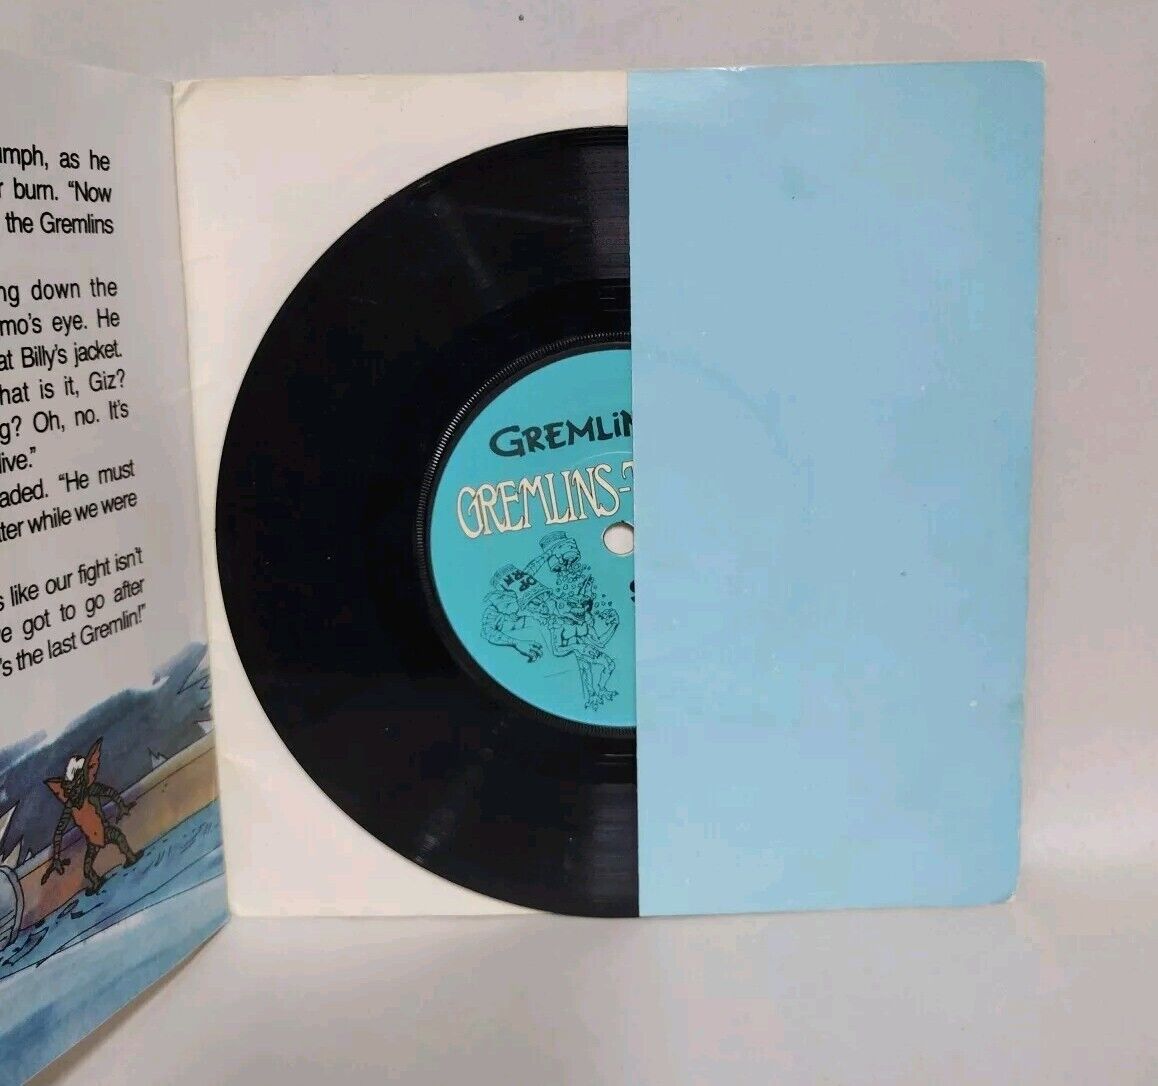 umph, as he
burn. “Now
the Gremlins
ng down the
mo's eye. He
at Billy's jacket.
hat is it, Giz?
g? Oh, no. It's
live.”
aded. “He must
ter while we were
s like our fight isn't
e got to go after
's the last Gremlin!”
GREMLIN
GREMLINS-T